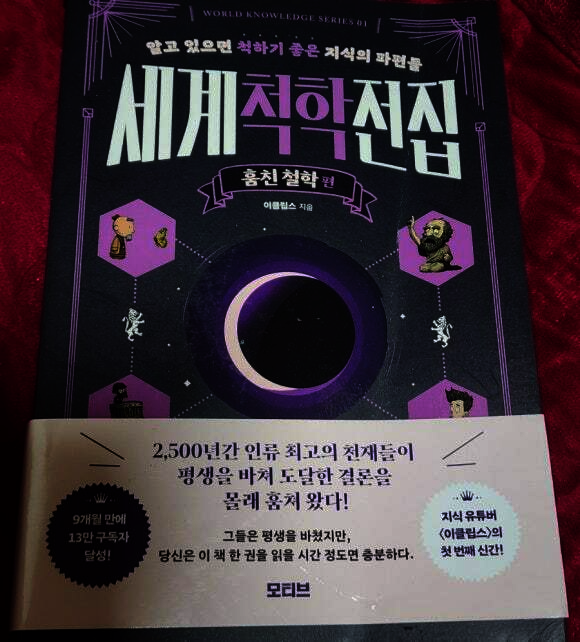 WORLD KNOWLEDGE SERIES 01
알고 있으면 척하기 좋은 지식의 파편들
세계척학전집
훔친 철학 편
이클립스 지음
2,500년간 인류 최고의 천재들이
평생을 바쳐 도달한 결론을
몰래 훔쳐 왔다!
9개월 만에
13만 구독자
달성!
그들은 평생을 바쳤지만,
당신은 이 책 한 권을 읽을 시간 정도면 충분하다.
지식 유튜버
〈이클립스〉의
첫 번째 신간!
모티브